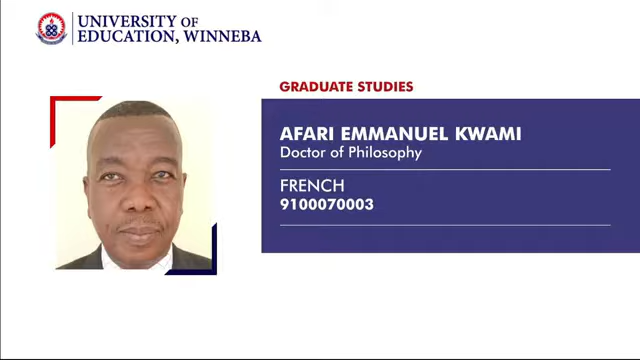 UNIVERSITY OF
EDUCATION, WINNEBA
GRADUATE STUDIES
AFARI EMMANUEL KWAMI
Doctor of Philosophy
FRENCH
9100070003